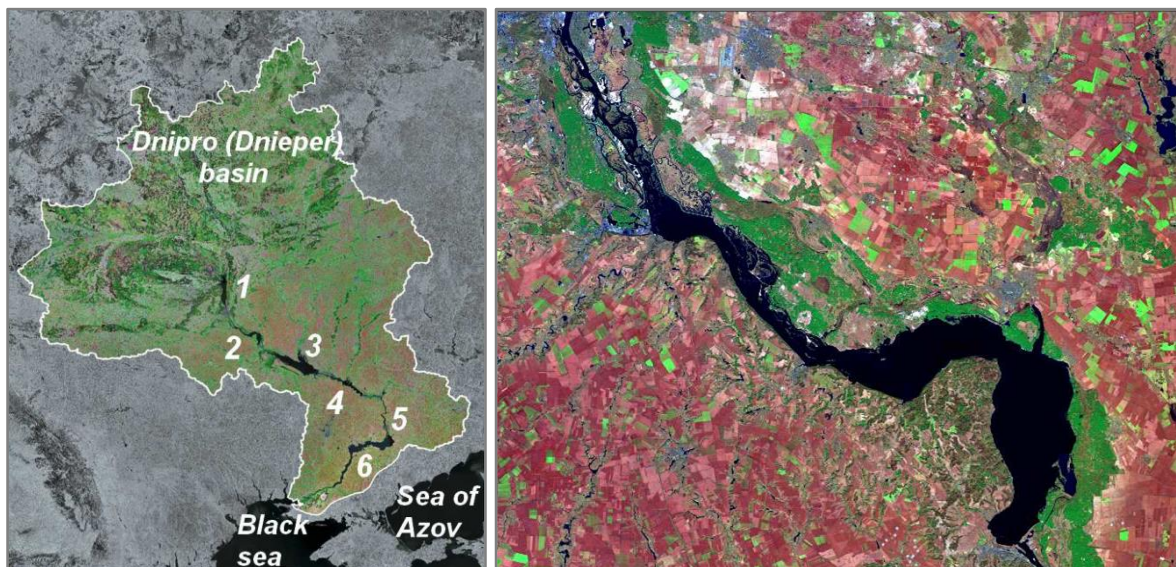 Dnipro (Dnieper)
basin
1
2
3
4
5
6
Sea of
Azov
Black
sea